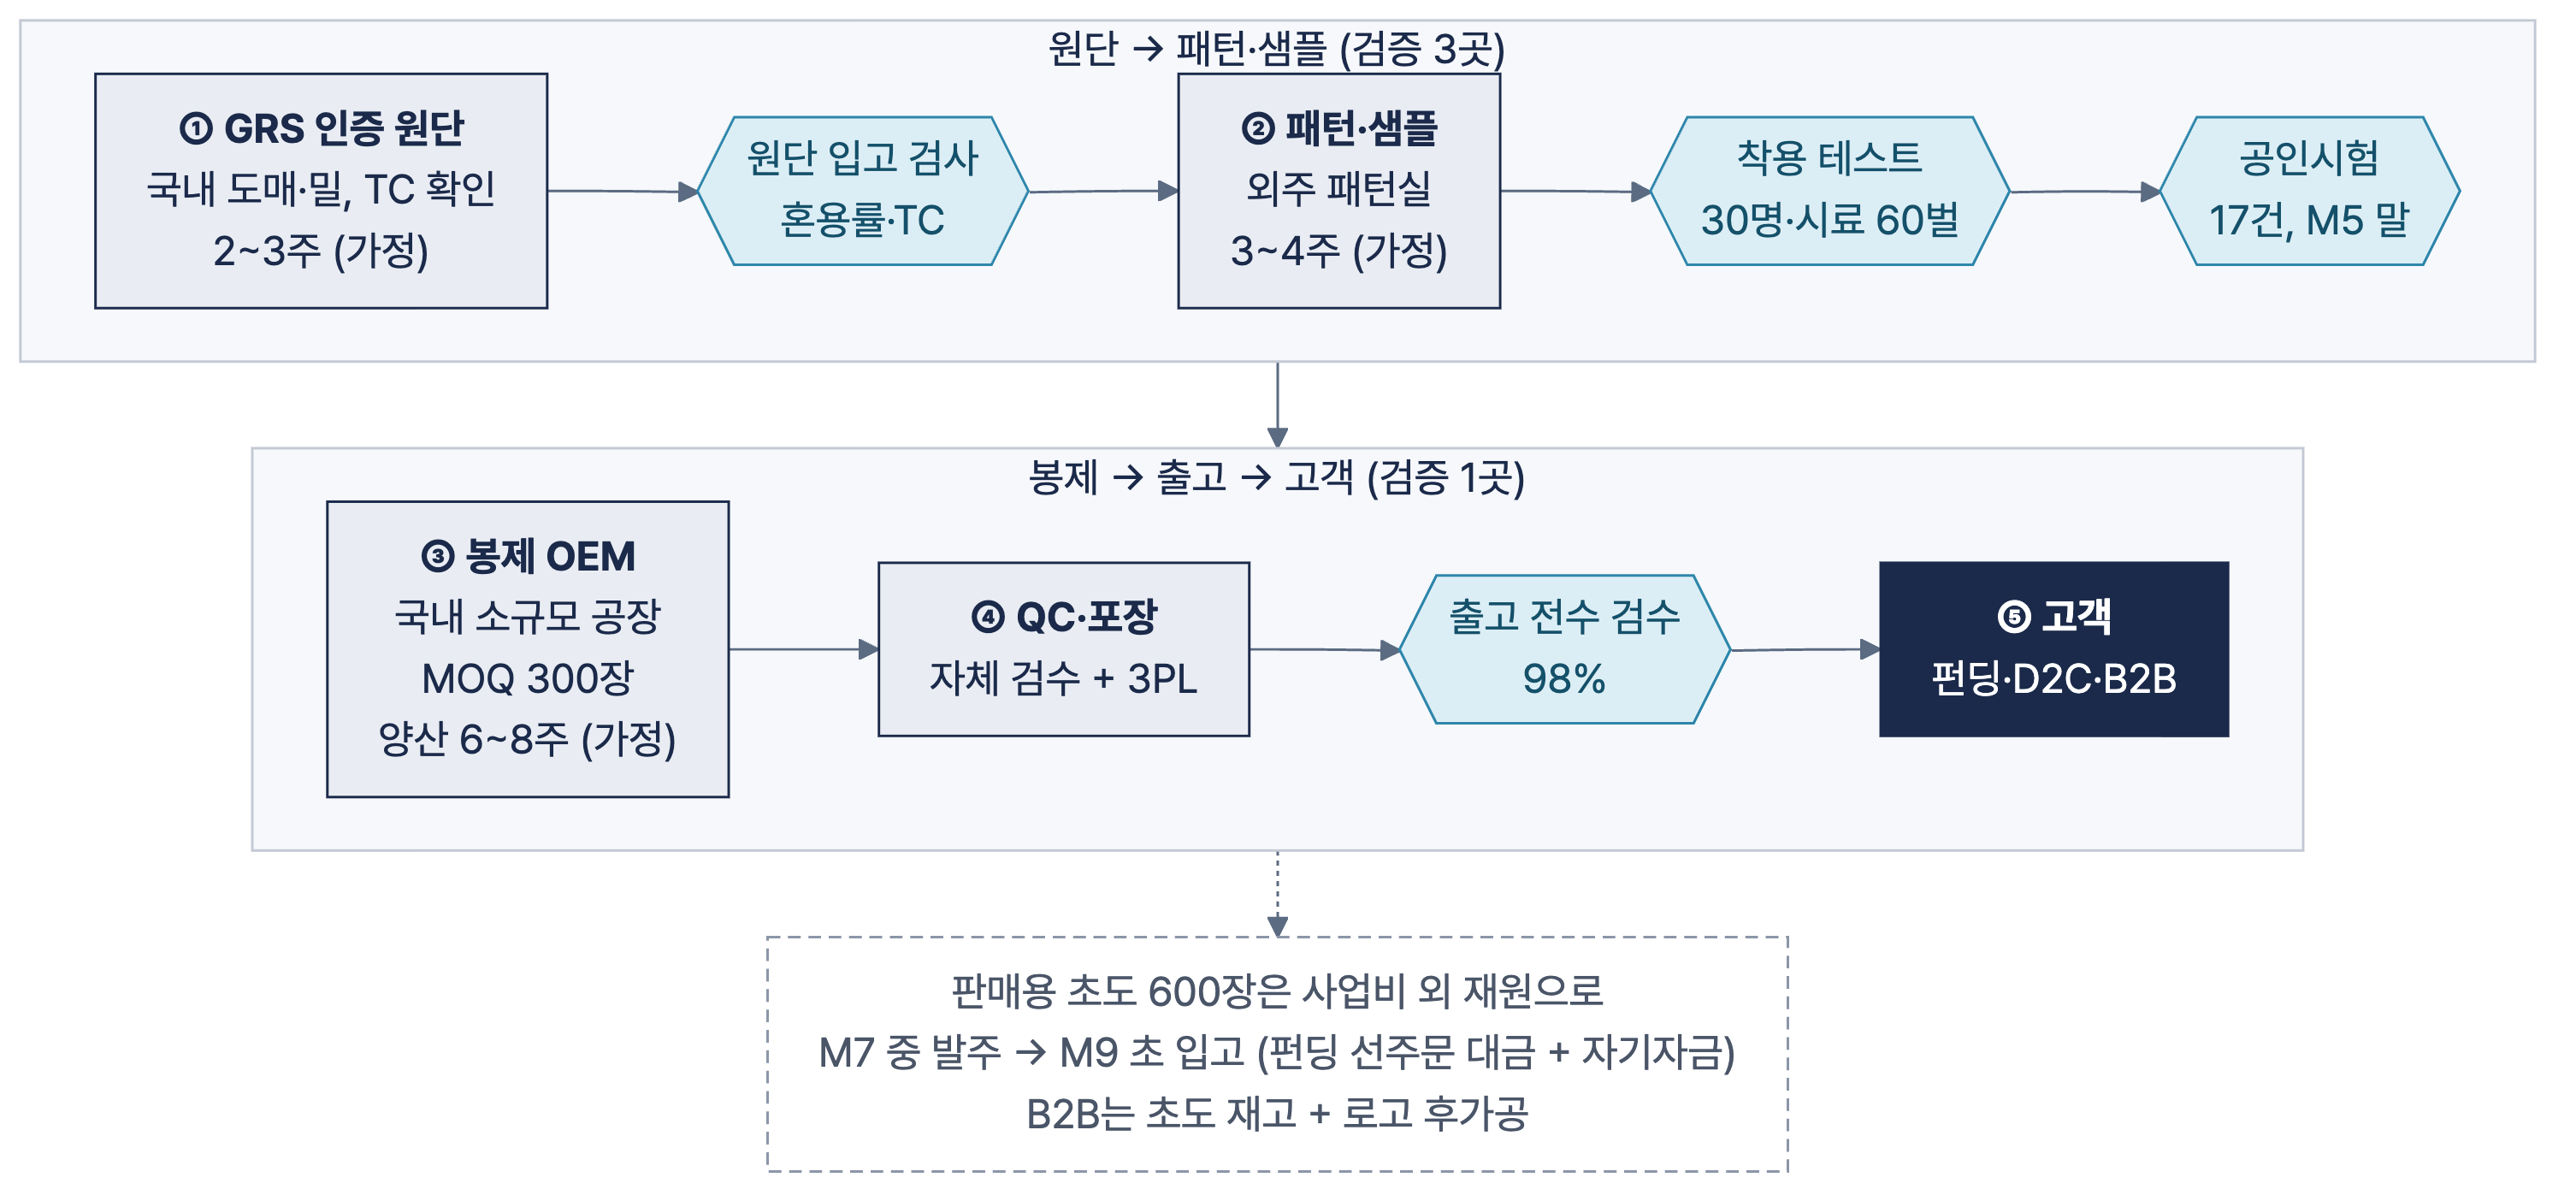 원단 → 패턴·샘플 (검증 3곳)
① GRS 인증 원단
국내 도매·밀, TC 확인
2~3주 (가정)
원단 입고 검사
혼용률·TC
② 패턴·샘플
외주 패턴실
3~4주 (가정)
착용 테스트
30명·시료 60벌
공인시험
17건, M5 말
봉제 → 출고 → 고객 (검증 1곳)
③ 봉제 OEM
국내 소규모 공장
MOQ 300장
양산 6~8주 (가정)
④ QC·포장
자체 검수 + 3PL
출고 전수 검수
98%
⑤ 고객
펀딩·D2C·B2B
판매용 초도 600장은 사업비 외 재원으로
M7 중 발주 → M9 초 입고 (펀딩 선주문 대금 + 자기자금)
B2B는 초도 재고 + 로고 후가공